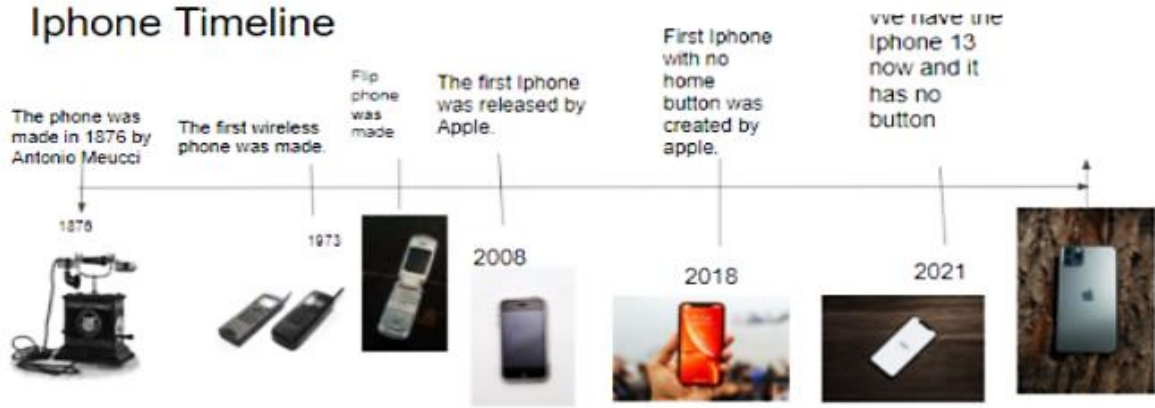 Iphone Timeline
The phone was
made in 1876 by
Antonio Meucci
1876
The first wireless
phone was made.
1973
Flip
phone
was
made
The first Iphone
was released by
Apple.
2008
First Iphone
with no
home
button was
created by
apple.
2018
We have the
Iphone 13
now and it
has no
button
2021